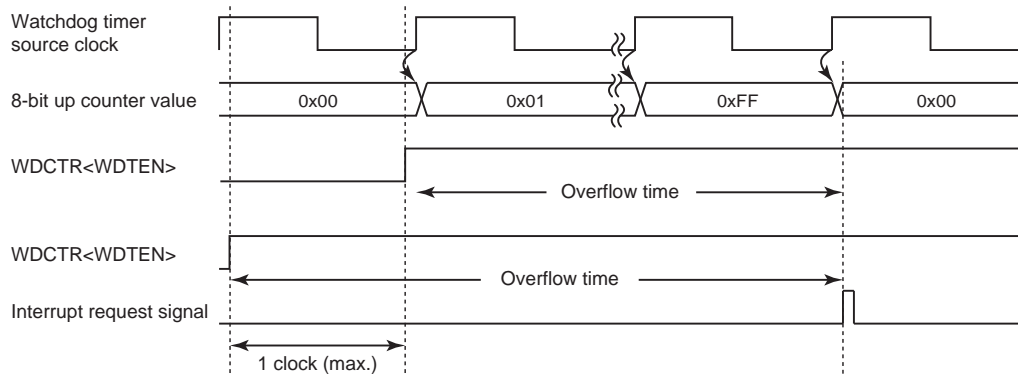 Watchdog timer
source clock
8-bit up counter value
0x00
0x01
0xFF
0x00
WDCTR<WDTEN>
Overflow time
WDCTR<WDTEN>
Overflow time
Interrupt request signal
1 clock (max.)